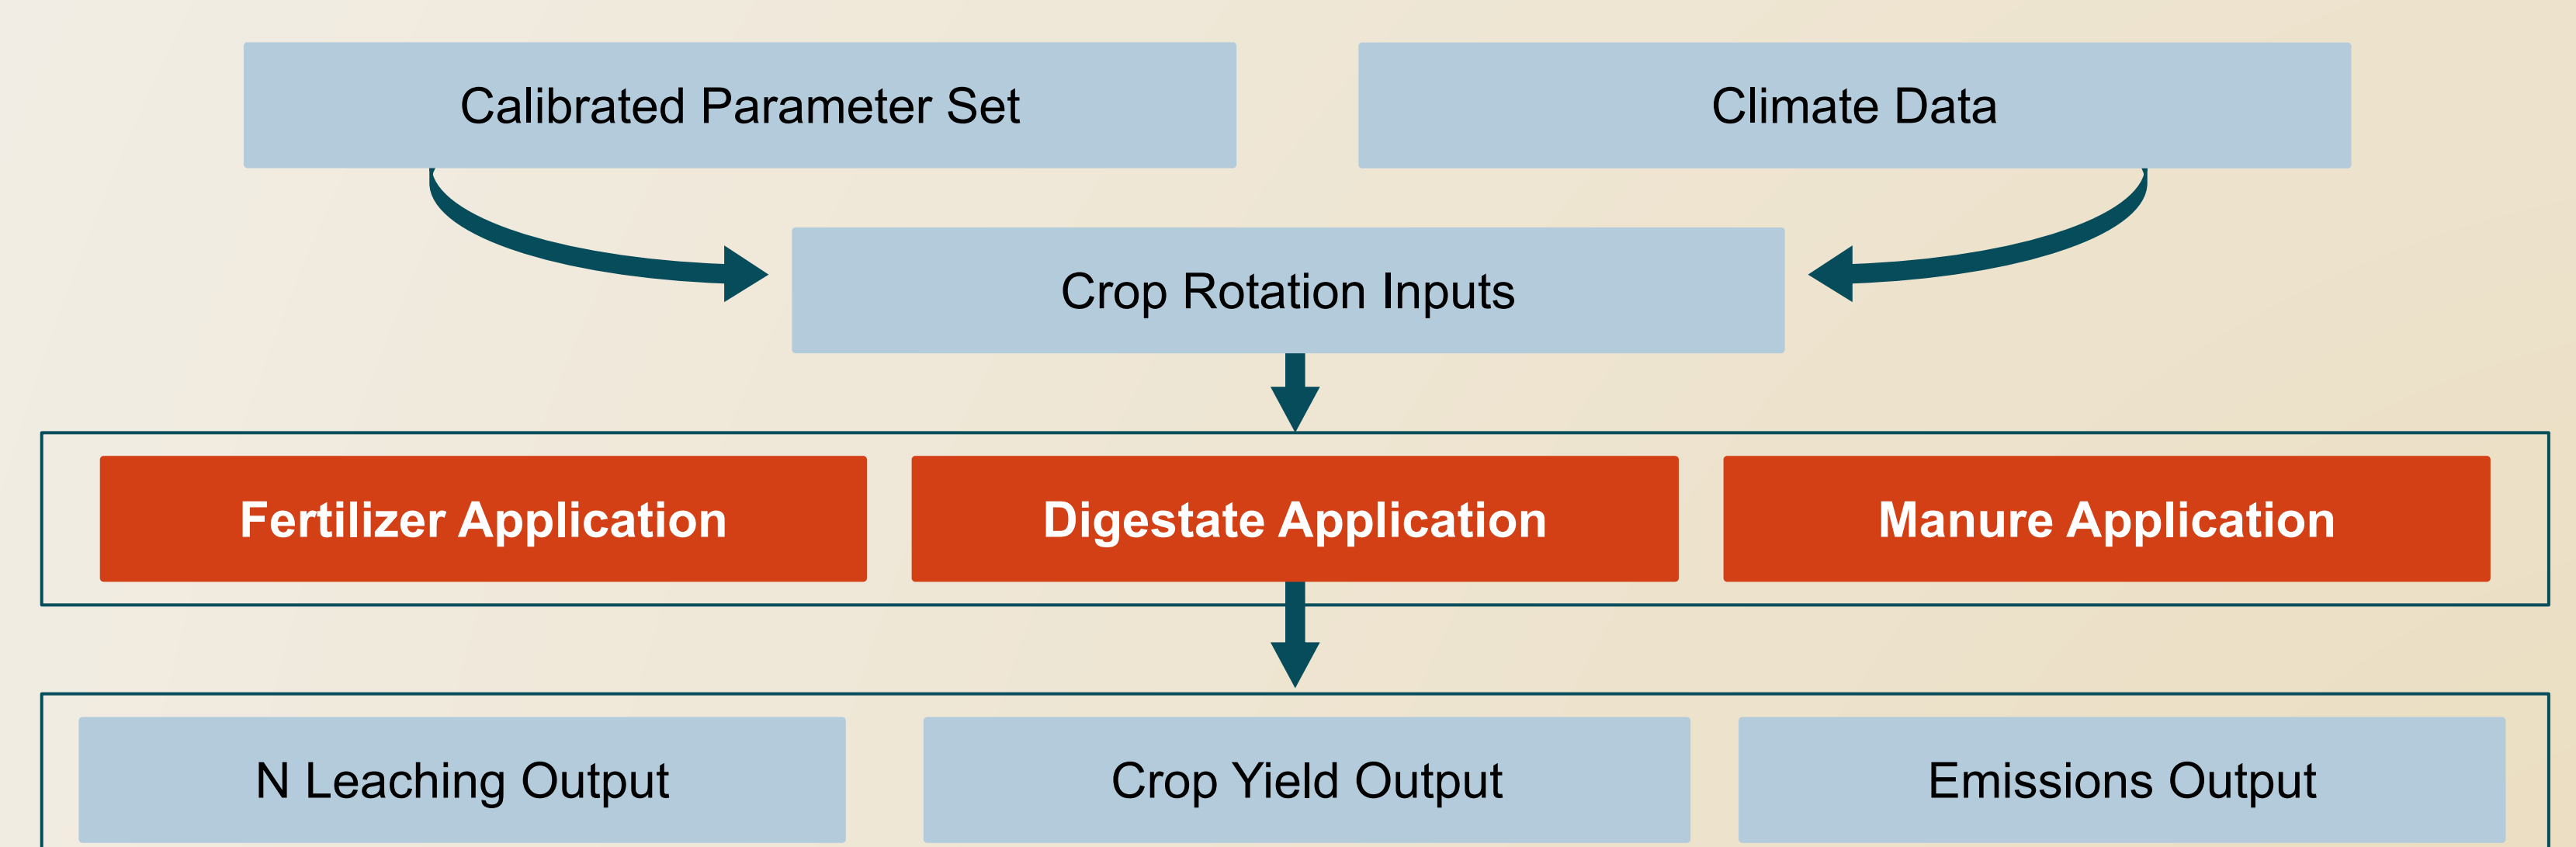 Calibrated Parameter Set
Climate Data
Crop Rotation Inputs
Fertilizer Application
Digestate Application
Manure Application
N Leaching Output
Crop Yield Output
Emissions Output